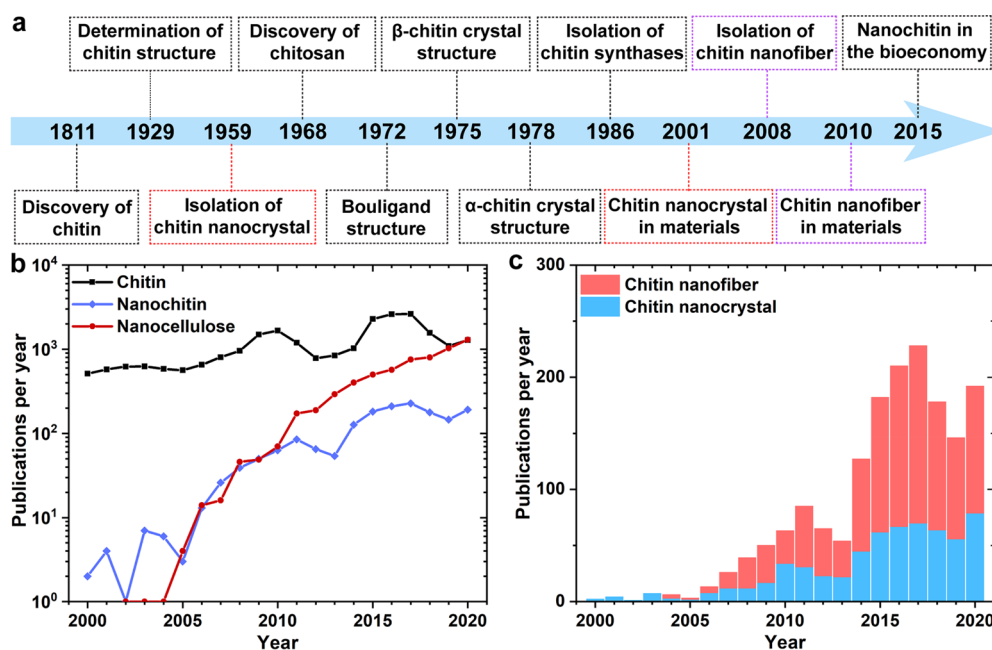 a
Determination of
chitin structure
Discovery of
chitosan
β-chitin crystal
structure
Isolation of
chitin synthases
Isolation of
chitin nanofiber
Nanochitin in
the bioeconomy
1811 1929 1959 1968 1972 1975 1978 1986 2001 2008 2010 2015
Discovery of
chitin
Isolation of
chitin nanocrystal
Bouligand
structure
α-chitin crystal
structure
Chitin nanocrystal
in materials
Chitin nanofiber
in materials
b
Publications per year
10⁴
10³
10²
10¹
10⁰
Chitin
Nanochitin
Nanocellulose
2000 2005 2010 2015 2020
Year
c
Publications per year
300
200
100
0
Chitin nanofiber
Chitin nanocrystal
2000 2005 2010 2015 2020
Year